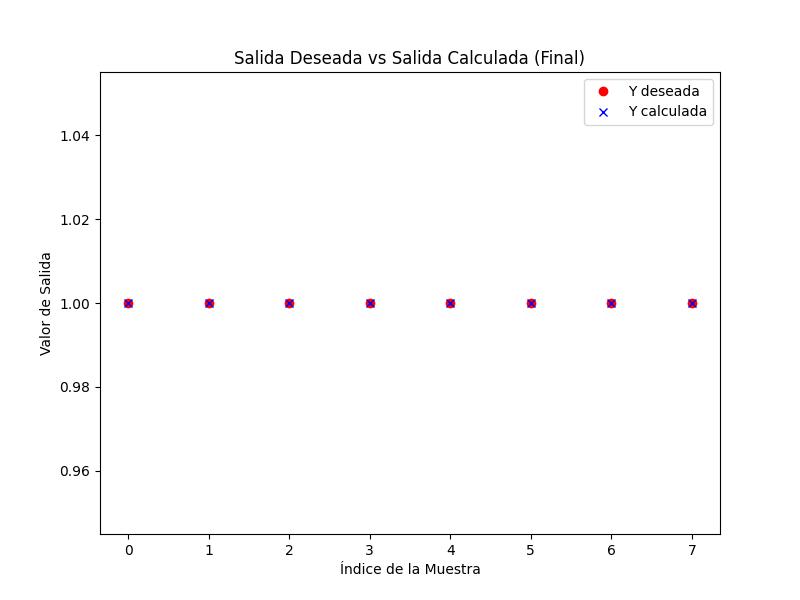 Salida Deseada vs Salida Calculada (Final)
Y deseada
Y calculada
1.04
1.02
1.00
0.98
0.96
Valor de Salida
0 1 2 3 4 5 6 7
Índice de la Muestra